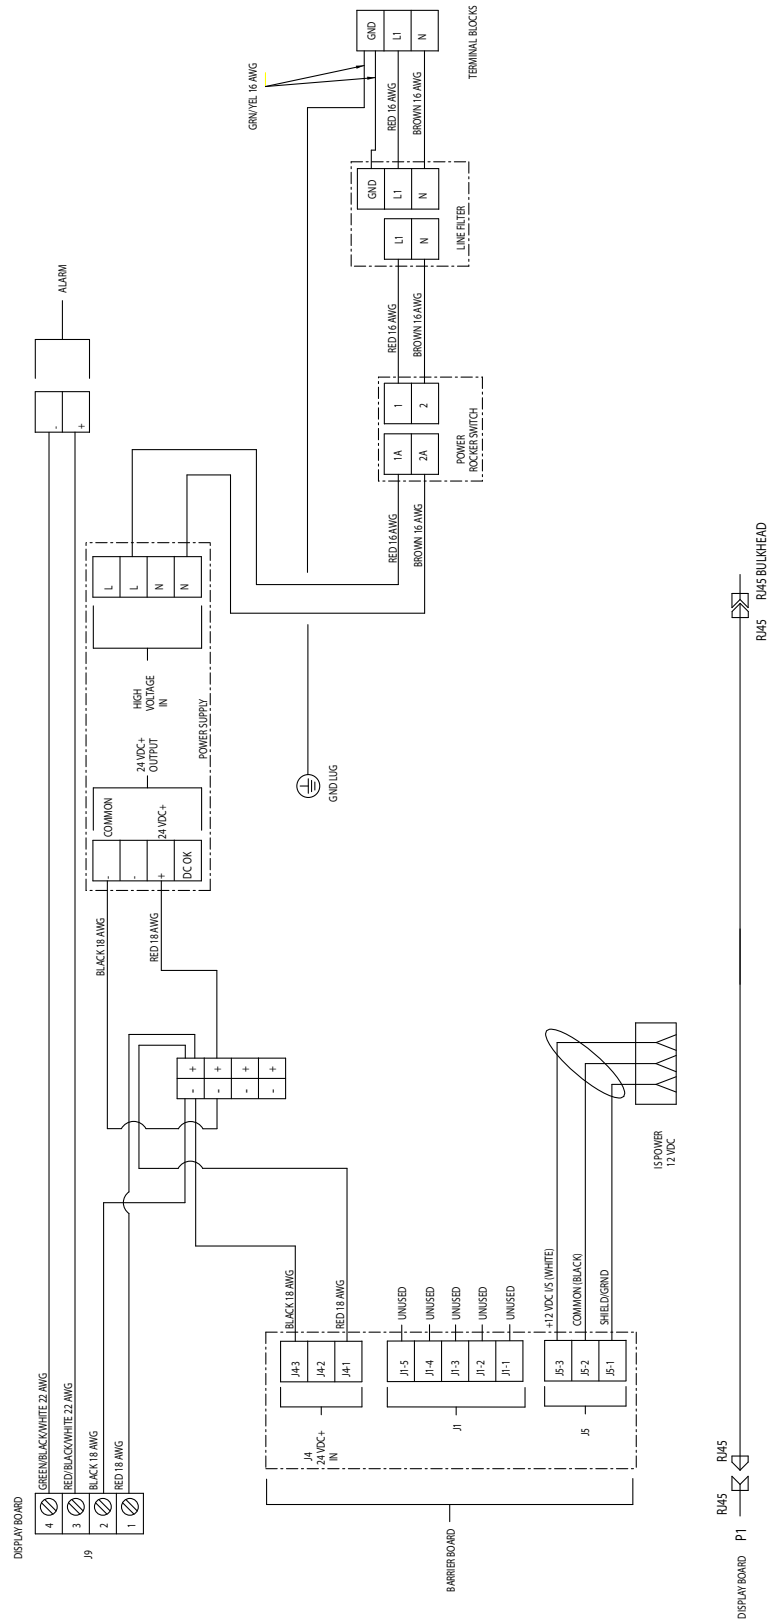 DISPLAY BOARD
J9
4
3
2
1
GREEN/BLACK/WHITE 22 AWG
RED/BLACK/WHITE 22 AWG
BLACK 18 AWG
RED 18 AWG
-
+
ALARM
BLACK 18 AWG
RED 18 AWG
-
-
+
DC OK
COMMON
24 VDC+
24 VDC+
OUTPUT
POWER SUPPLY
HIGH
VOLTAGE
IN
L
L
N
N
- +
- +
- +
- +
BARRIER BOARD
J4
24 VDC+
IN
J4-3
J4-2
J4-1
BLACK 18 AWG
RED 18 AWG
J1
J1-5
J1-4
J1-3
J1-2
J1-1
UNUSED
UNUSED
UNUSED
UNUSED
UNUSED
J5
J5-3
J5-2
J5-1
+12 VDC I/S (WHITE)
COMMON (BLACK)
SHIELD/GRND
IS POWER
12 VDC
GND LUG
RED 16 AWG
BROWN 16 AWG
1A
2A
1
2
POWER
ROCKER SWITCH
RED 16 AWG
BROWN 16 AWG
L1
N
GND
L1
N
LINE FILTER
GRN/YEL 16 AWG
RED 16 AWG
BROWN 16 AWG
GND
L1
N
TERMINAL BLOCKS
DISPLAY BOARD P1
RJ45
RJ45
RJ45
RJ45 BULKHEAD